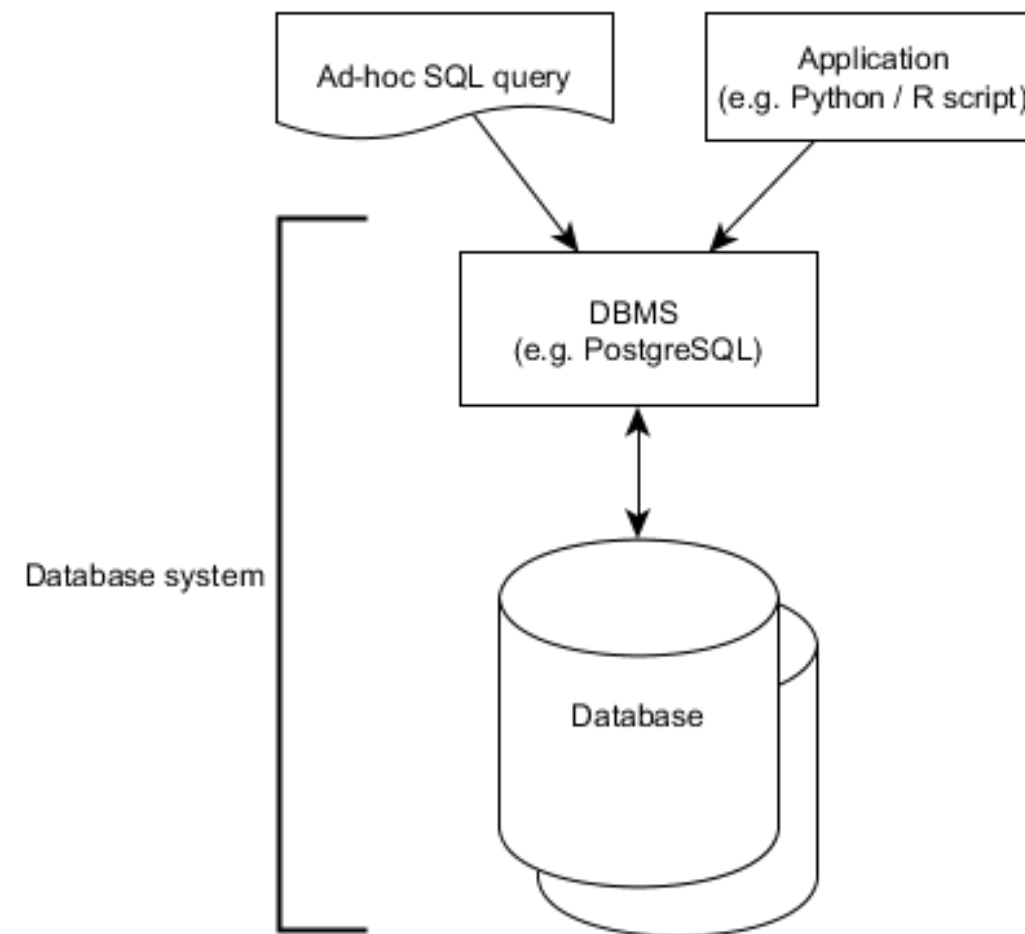 Ad-hoc SQL query
Application
(e.g. Python / R script)
DBMS
(e.g. PostgreSQL)
Database system
Database